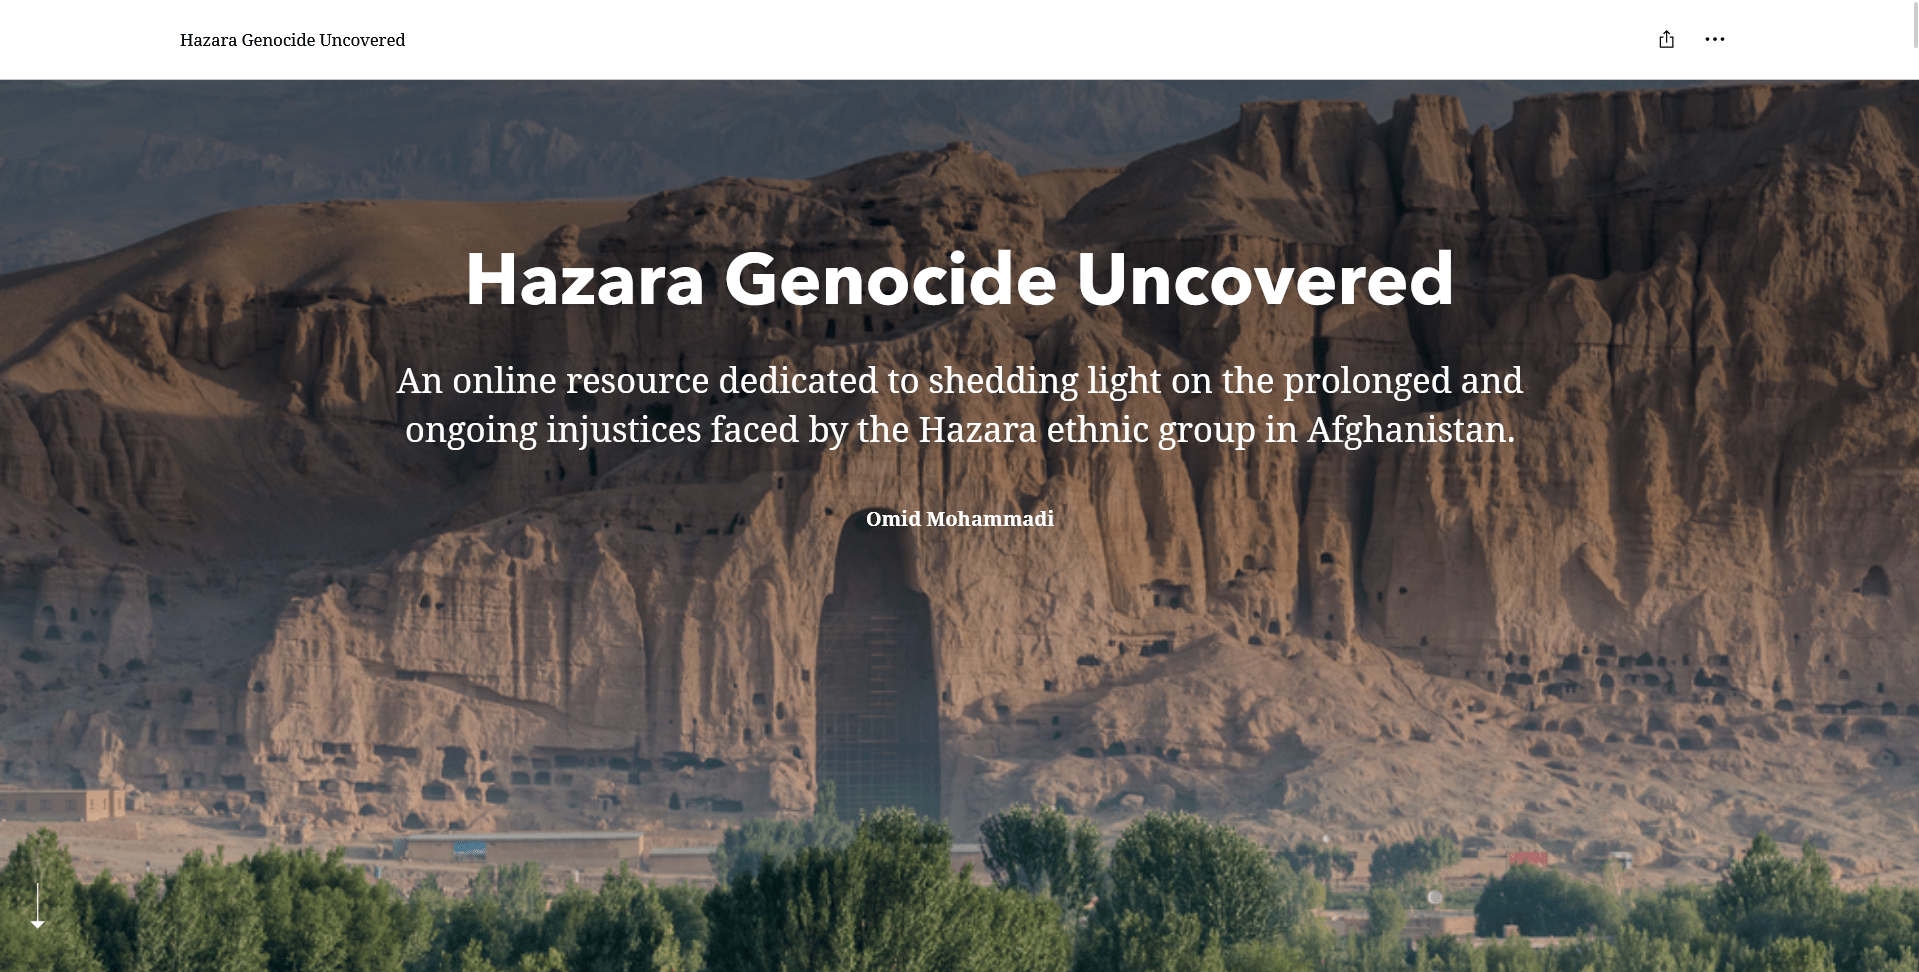 Hazara Genocide Uncovered
Hazara Genocide Uncovered
An online resource dedicated to shedding light on the prolonged and
ongoing injustices faced by the Hazara ethnic group in Afghanistan.
Omid Mohammadi